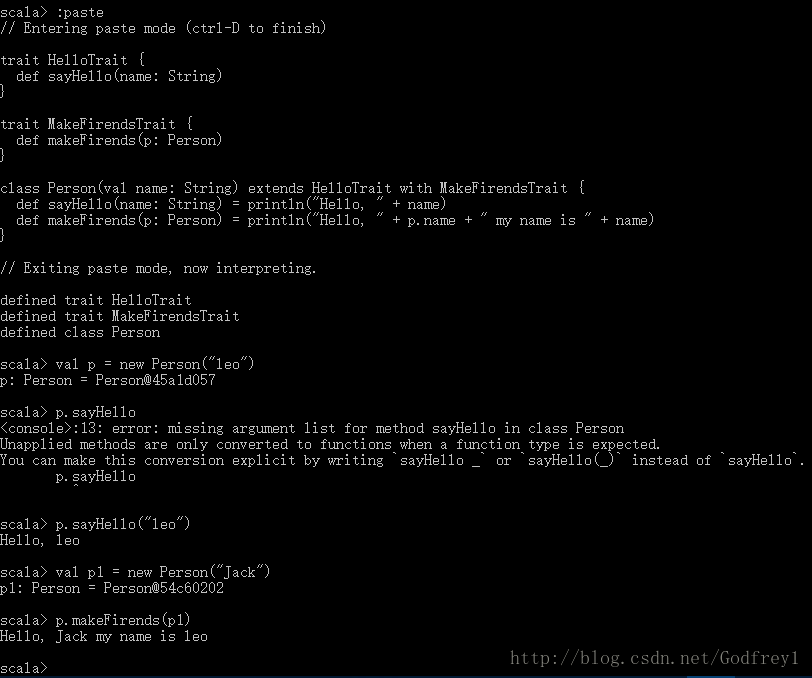 scala> :paste
// Entering paste mode (ctrl-D to finish)
trait HelloTrait {
  def sayHello(name: String)
}
trait MakeFirendsTrait {
  def makeFirends(p: Person)
}
class Person(val name: String) extends HelloTrait with MakeFirendsTrait {
  def sayHello(name: String) = println("Hello, " + name)
  def makeFirends(p: Person) = println("Hello, " + p.name + " my name is " + name)
}
// Exiting paste mode, now interpreting.
defined trait HelloTrait
defined trait MakeFirendsTrait
defined class Person
scala> val p = new Person("leo")
p: Person = Person@45a1d057
scala> p.sayHello
<console>:13: error: missing argument list for method sayHello in class Person
Unapplied methods are only converted to functions when a function type is expected.
You can make this conversion explicit by writing `sayHello _` or `sayHello(_)` instead of `sayHello`.
       p.sayHello
         ^
scala> p.sayHello("leo")
Hello, leo
scala> val p1 = new Person("Jack")
p1: Person = Person@54c60202
scala> p.makeFirends(p1)
Hello, Jack my name is leo
scala>
http://blog.csdn.net/Godfrey1